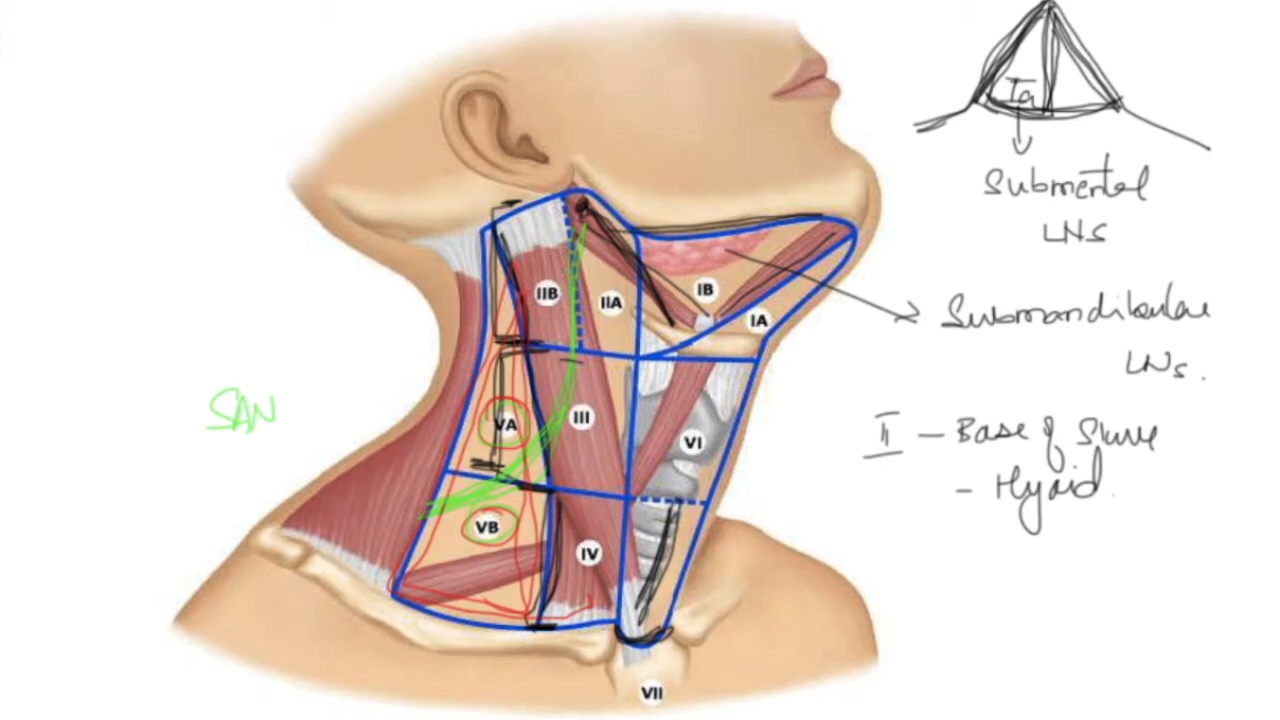 Ia
Submental
LNs
IB
IIB
IIA
IA
Submandibular
LNs.
SAN
VA
III
VI
II - Base of Skull
- Hyoid
VB
IV
VII